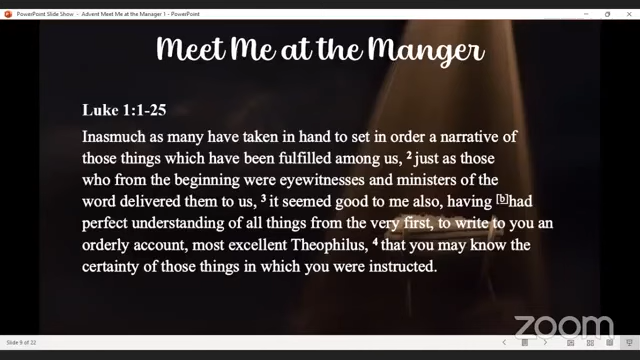 PowerPoint Slide Show - Advent Meet Me at the Manager 1 - PowerPoint
Meet Me at the Manger
Luke 1:1-25
Inasmuch as many have taken in hand to set in order a narrative of
those things which have been fulfilled among us, 2 just as those
who from the beginning were eyewitnesses and ministers of the
word delivered them to us, 3 it seemed good to me also, having [b]had
perfect understanding of all things from the very first, to write to you an
orderly account, most excellent Theophilus, 4 that you may know the
certainty of those things in which you were instructed.
Slide 9 of 22
zoom